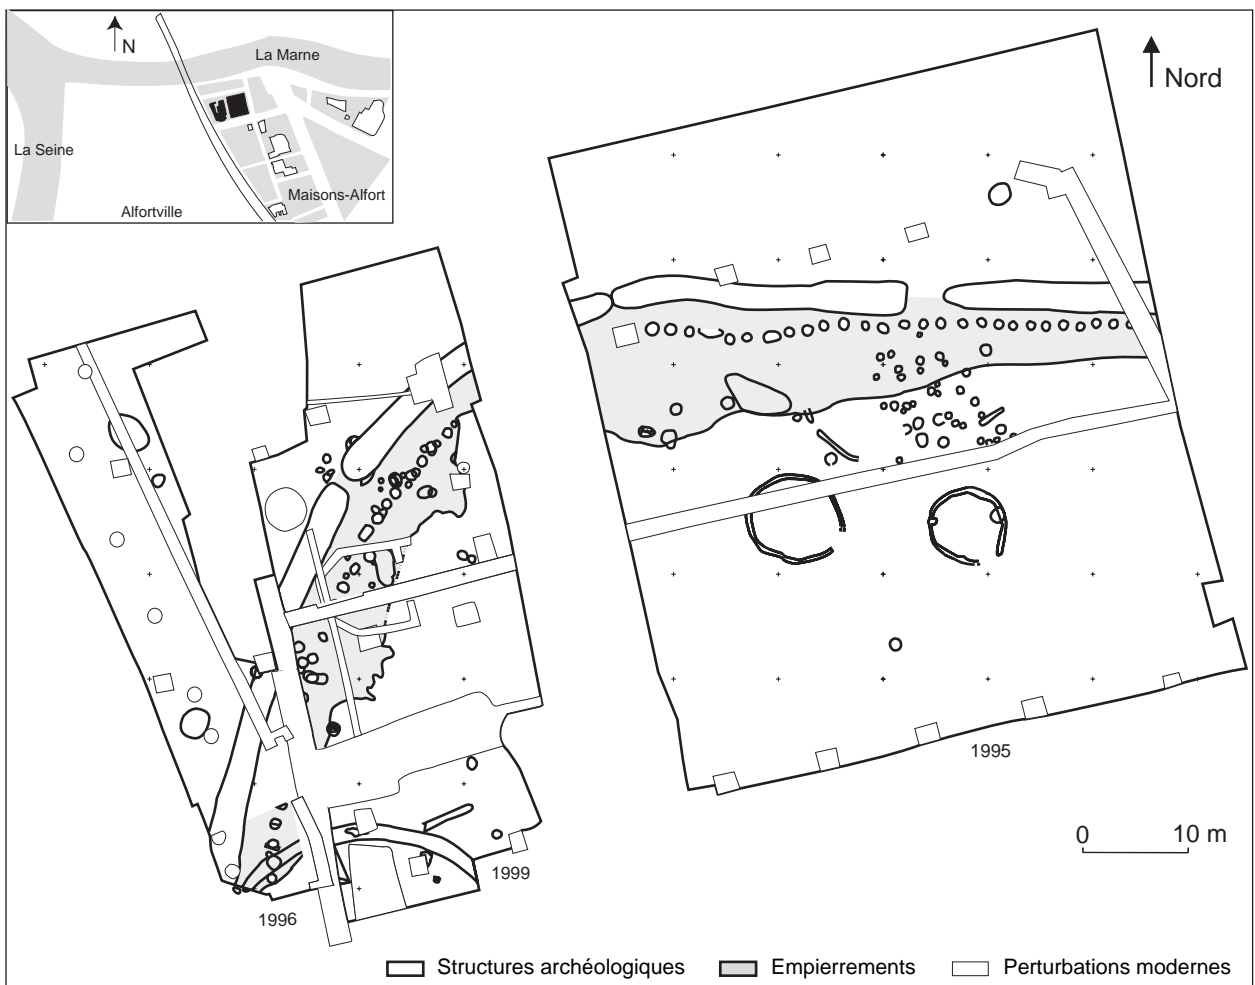 N
La Marne
La Seine
Maisons-Alfort
Alfortville
Nord
1995
0 10 m
1999
1996
Structures archéologiques Empierrements Perturbations modernes